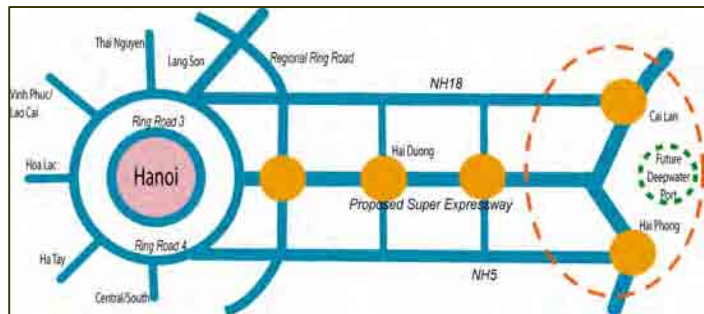 Thai Nguyen
Lang Son
Regional Ring Road
Vinh Phuc/
Lao Cai
NH18
Cai Lan
Ring Road 3
Hoa Lac
Hanoi
Hai Duong
Future
Deepwater
Port
Proposed Super Expressway
Hai Phong
Ring Road 4
Ha Tay
NH5
Central/South